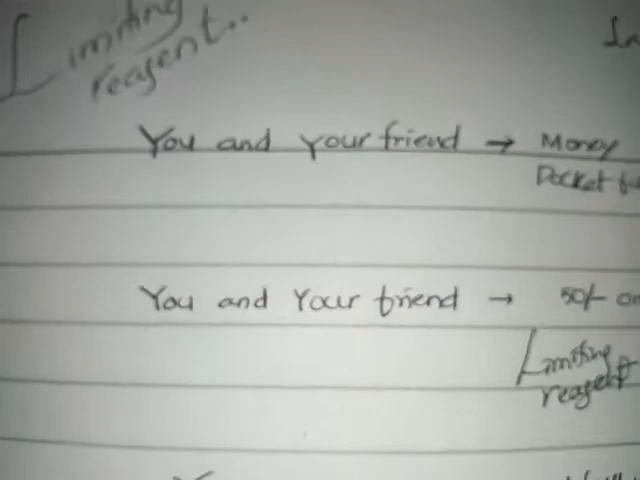 Limiting
reagent..
You and your friend → Money
Pocket
You and Your friend → 50/-
Limiting
reagent